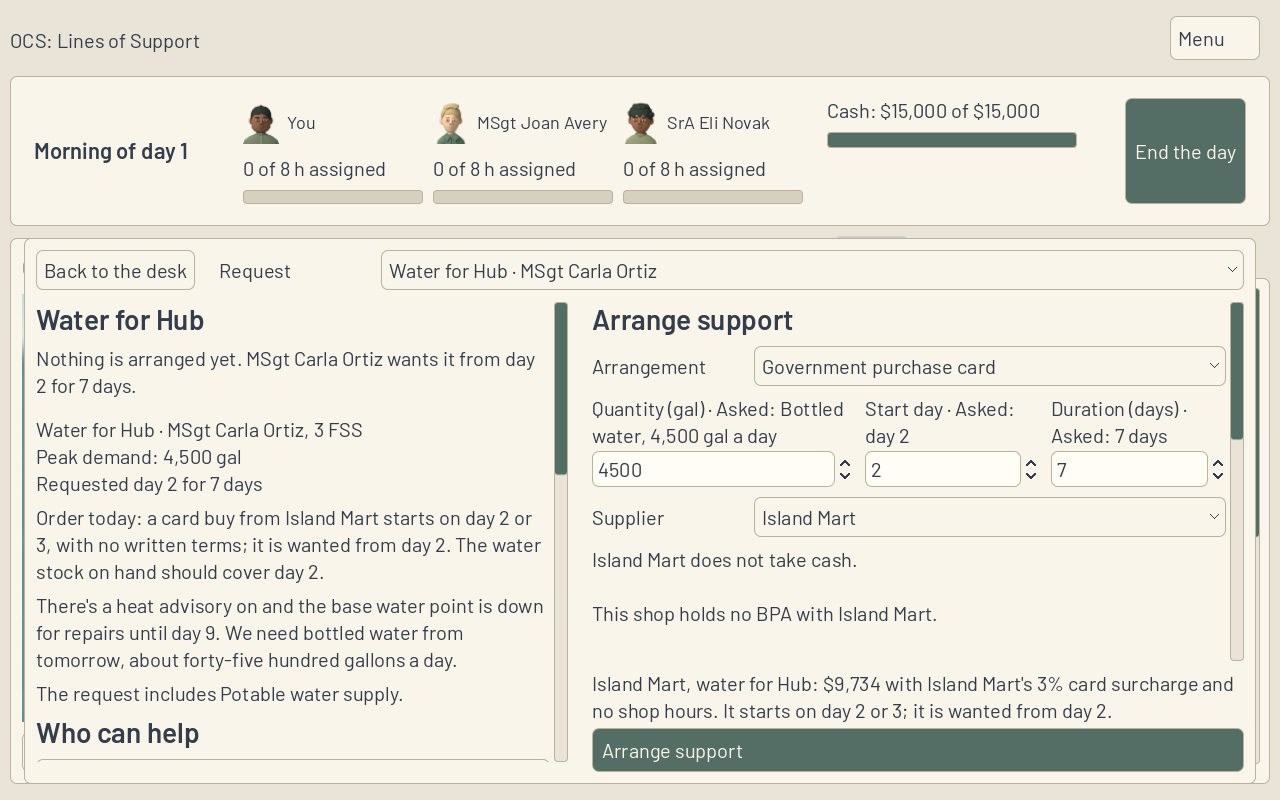 OCS: Lines of Support
Menu
Morning of day 1
You
0 of 8 h assigned
MSgt Joan Avery
0 of 8 h assigned
SrA Eli Novak
0 of 8 h assigned
Cash: $15,000 of $15,000
End the day
Back to the desk
Request
Water for Hub · MSgt Carla Ortiz
Water for Hub
Nothing is arranged yet. MSgt Carla Ortiz wants it from day
2 for 7 days.
Water for Hub · MSgt Carla Ortiz, 3 FSS
Peak demand: 4,500 gal
Requested day 2 for 7 days
Order today: a card buy from Island Mart starts on day 2 or
3, with no written terms; it is wanted from day 2. The water
stock on hand should cover day 2.
There's a heat advisory on and the base water point is down
for repairs until day 9. We need bottled water from
tomorrow, about forty-five hundred gallons a day.
The request includes Potable water supply.
Who can help
Arrange support
Arrangement
Government purchase card
Quantity (gal) · Asked: Bottled
water, 4,500 gal a day
4500
Start day · Asked:
day 2
2
Duration (days) ·
Asked: 7 days
7
Supplier
Island Mart
Island Mart does not take cash.
This shop holds no BPA with Island Mart.
Island Mart, water for Hub: $9,734 with Island Mart's 3% card surcharge and
no shop hours. It starts on day 2 or 3; it is wanted from day 2.
Arrange support